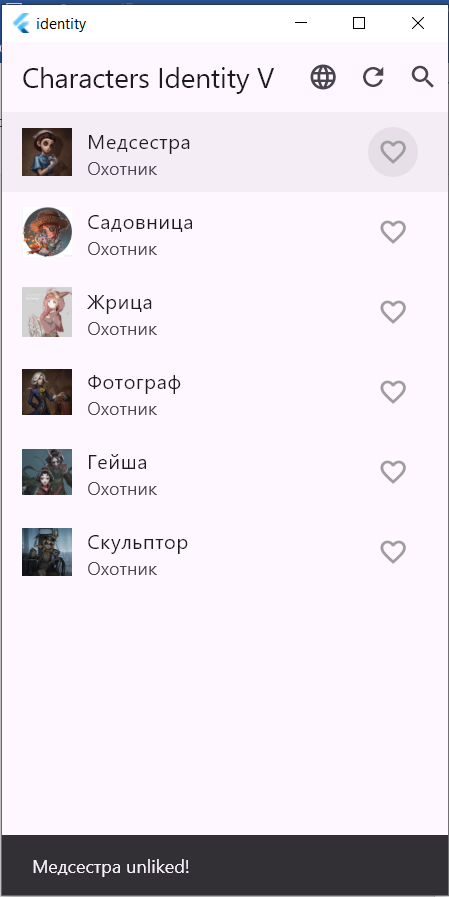 identity
Characters Identity V
Медсестра
Охотник
Садовница
Охотник
Жрица
Охотник
Фотограф
Охотник
Гейша
Охотник
Скульптор
Охотник
Медсестра unliked!